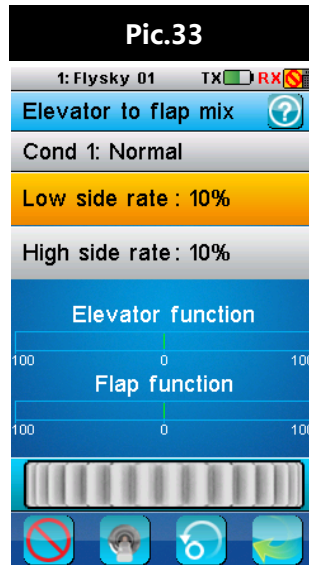 Pic.33
1: Flysky 01 TX RX
Elevator to flap mix ?
Cond 1: Normal
Low side rate : 10%
High side rate : 10%
Elevator function
100 0 100
Flap function
100 0 100